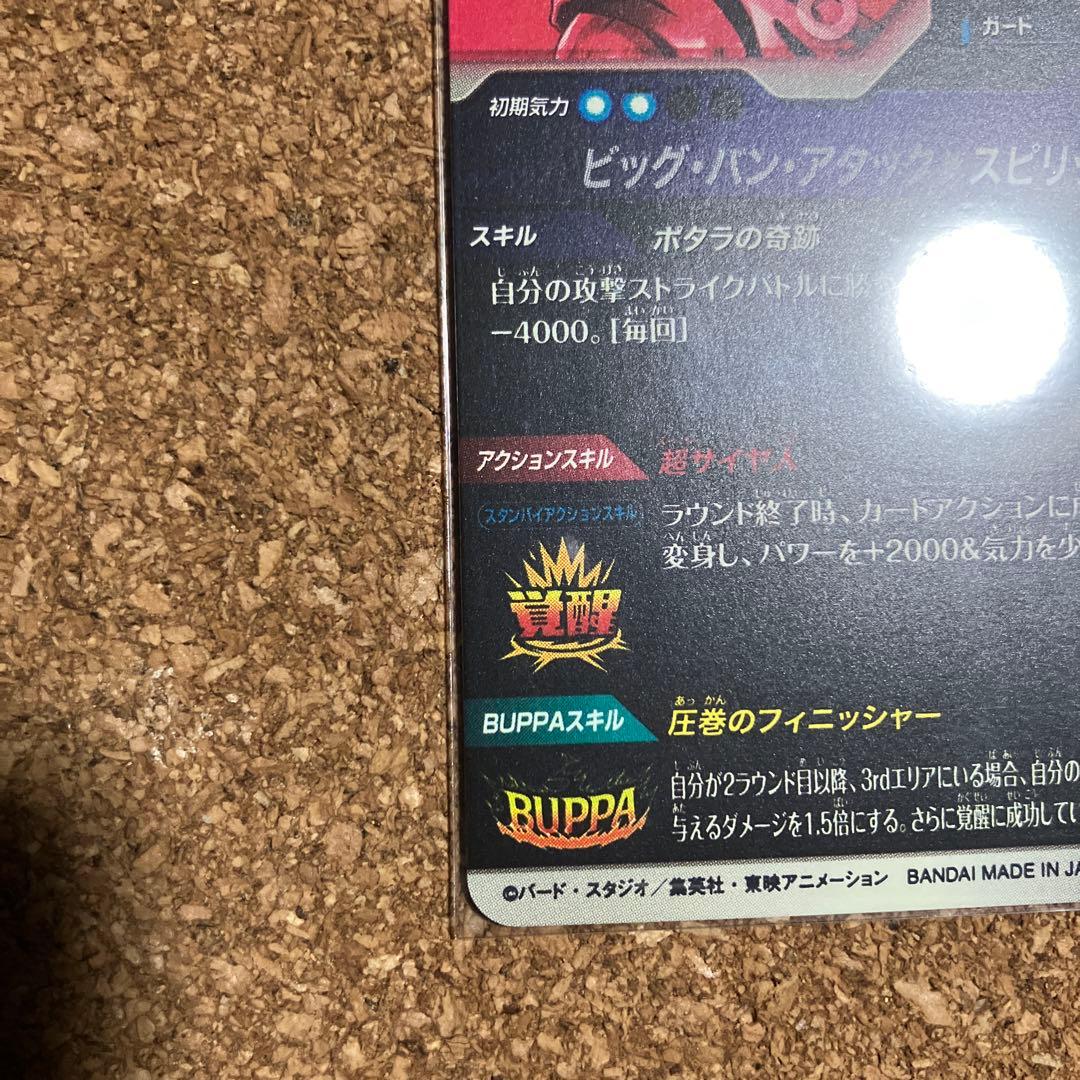 ガード
初期気力
ビッグ・バン・アタック×スピリッ
スキル ポタラの奇跡
自分の攻撃ストライクバトルに
-4000。[毎回]
アクションスキル 超サイヤ人
スタンバイアクションスキル ラウンド終了時、カードアクションに
覚醒 変身し、パワーを+2000&気力を少
BUPPAスキル 圧巻のフィニッシャー
自分が2ラウンド目以降、3rdエリアにいる場合、自分の
BUPPA 与えるダメージを1.5倍にする。さらに覚醒に成功してい
©バード・スタジオ／集英社・東映アニメーション BANDAI MADE IN JA